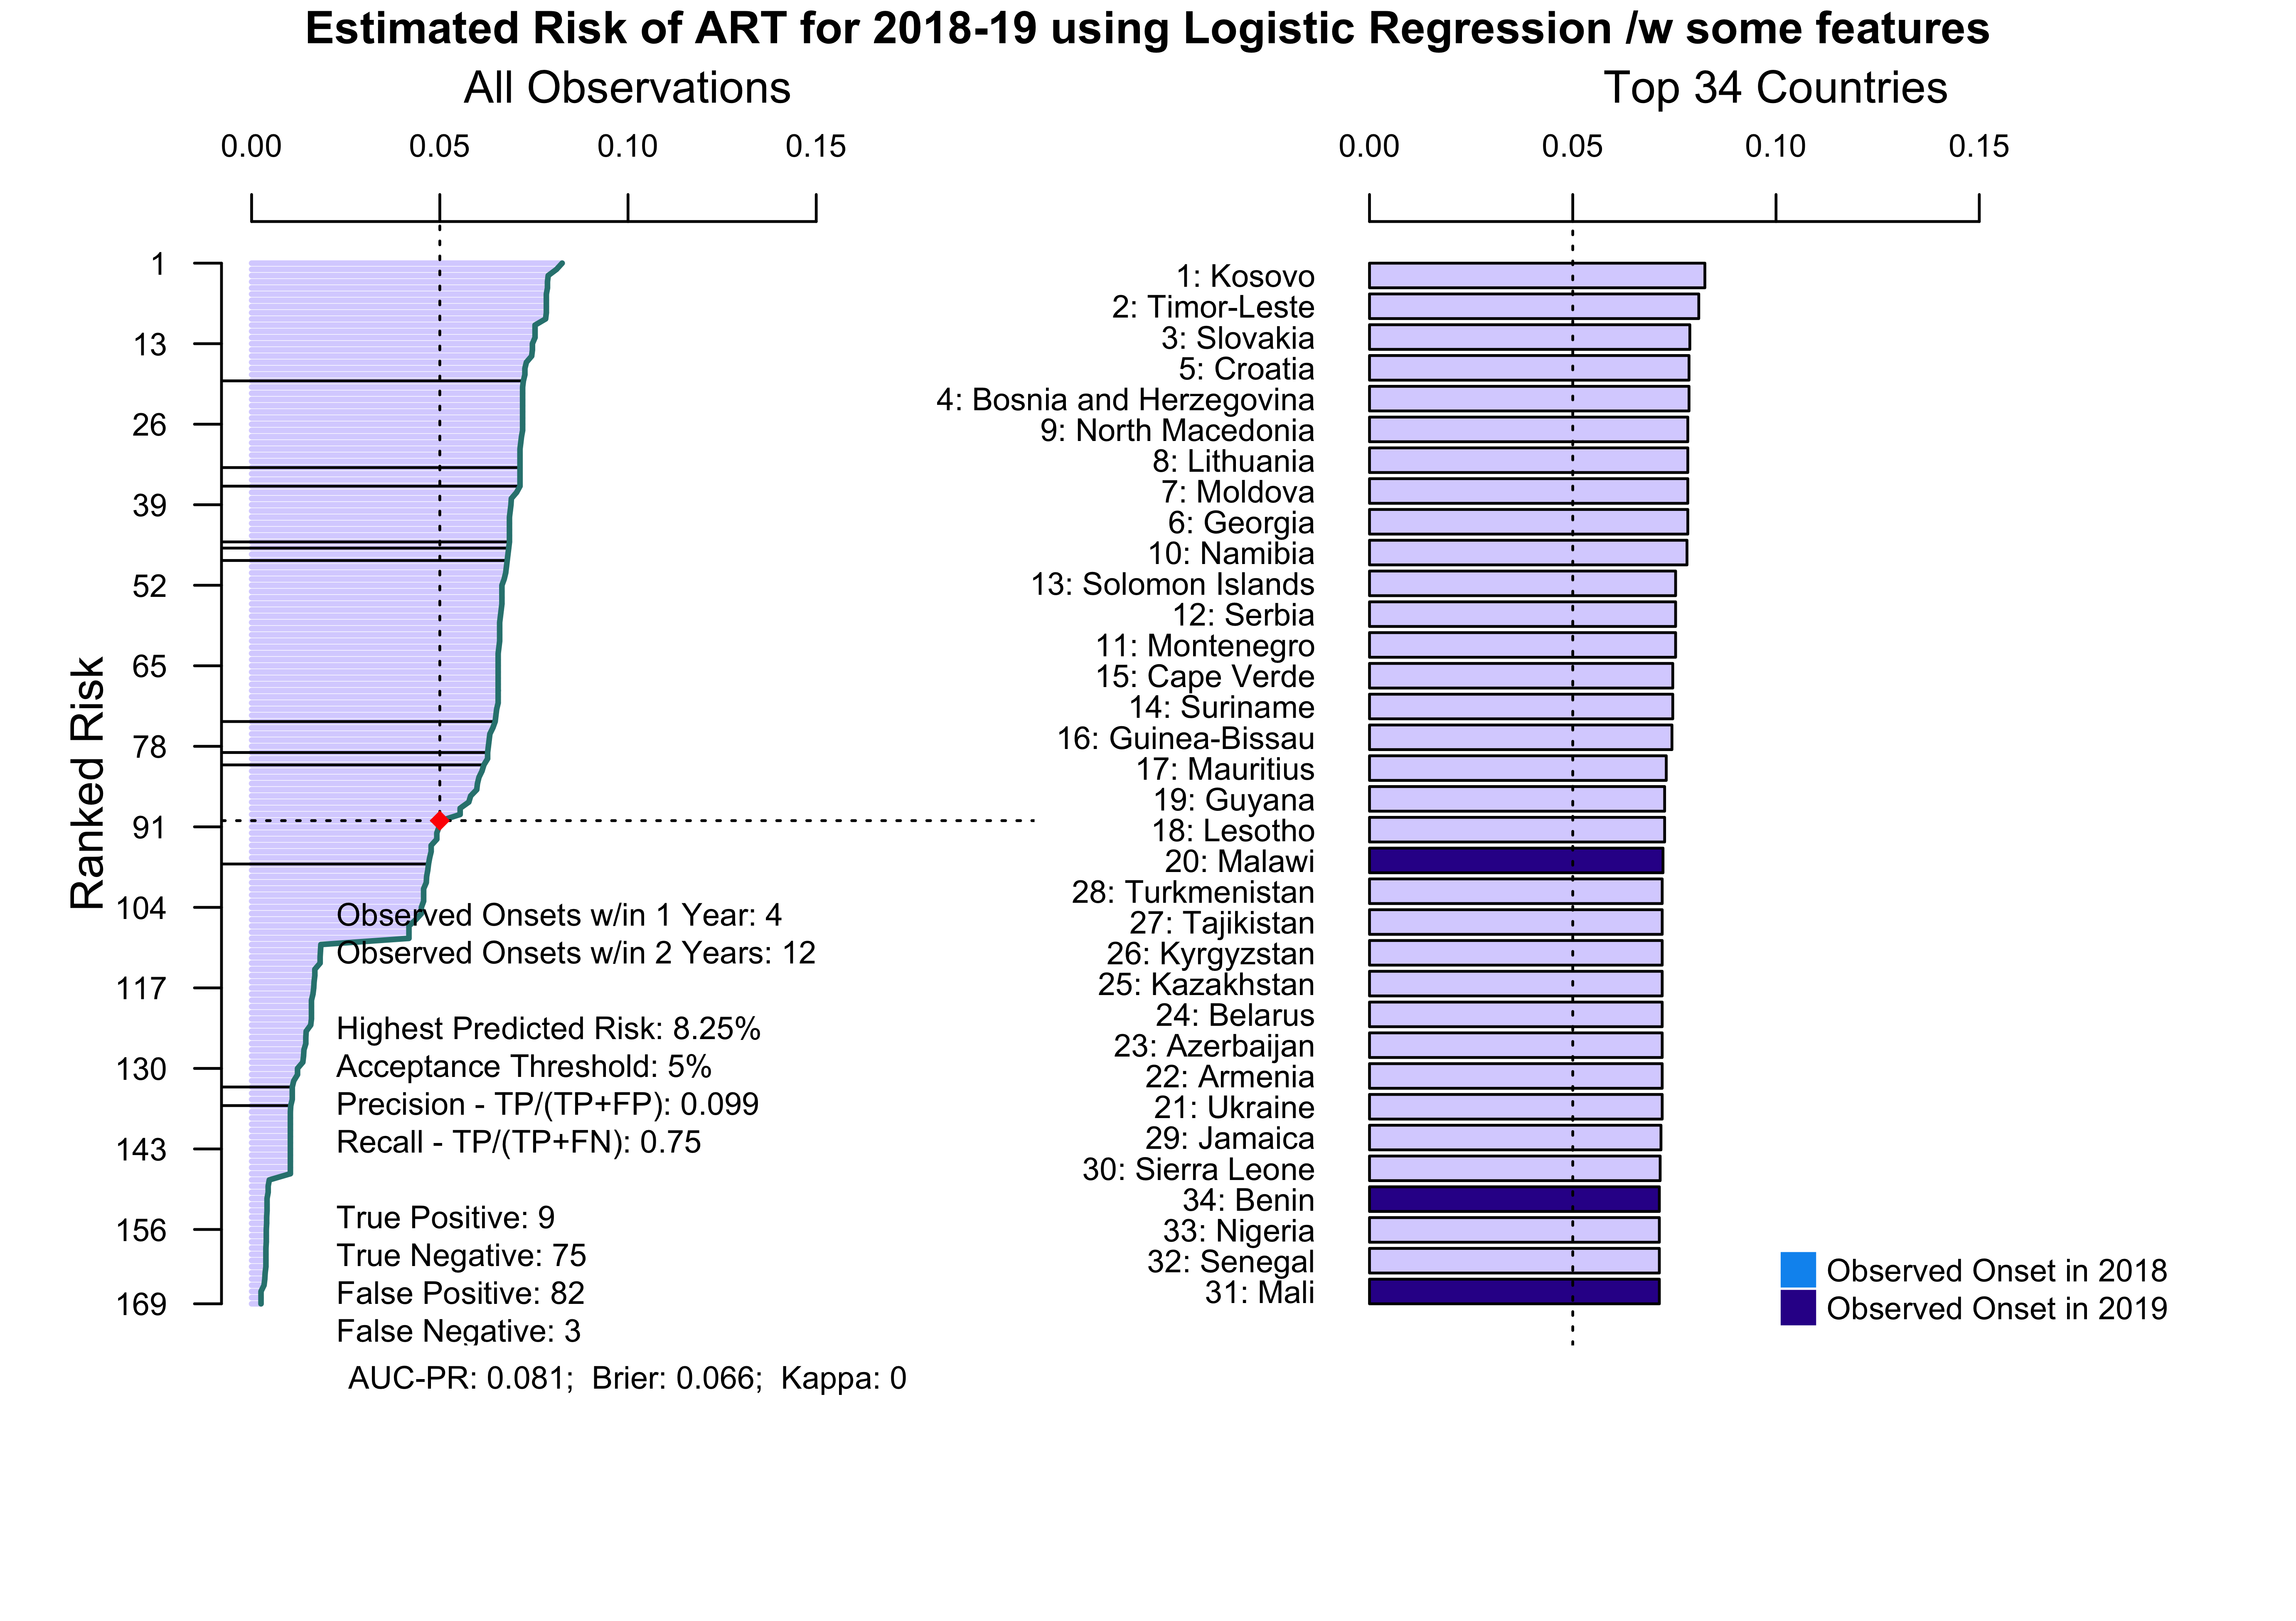 Estimated Risk of ART for 2018-19 using Logistic Regression /w some features
All Observations
0.00 0.05 0.10 0.15
Ranked Risk
1
13
26
39
52
65
78
91
104
117
130
143
156
169
Observed Onsets w/in 1 Year: 4
Observed Onsets w/in 2 Years: 12
Highest Predicted Risk: 8.25%
Acceptance Threshold: 5%
Precision - TP/(TP+FP): 0.099
Recall - TP/(TP+FN): 0.75
True Positive: 9
True Negative: 75
False Positive: 82
False Negative: 3
AUC-PR: 0.081; Brier: 0.066; Kappa: 0
Top 34 Countries
0.00 0.05 0.10 0.15
1: Kosovo
2: Timor-Leste
3: Slovakia
5: Croatia
4: Bosnia and Herzegovina
9: North Macedonia
8: Lithuania
7: Moldova
6: Georgia
10: Namibia
13: Solomon Islands
12: Serbia
11: Montenegro
15: Cape Verde
14: Suriname
16: Guinea-Bissau
17: Mauritius
19: Guyana
18: Lesotho
20: Malawi
28: Turkmenistan
27: Tajikistan
26: Kyrgyzstan
25: Kazakhstan
24: Belarus
23: Azerbaijan
22: Armenia
21: Ukraine
29: Jamaica
30: Sierra Leone
34: Benin
33: Nigeria
32: Senegal
31: Mali
Observed Onset in 2018
Observed Onset in 2019